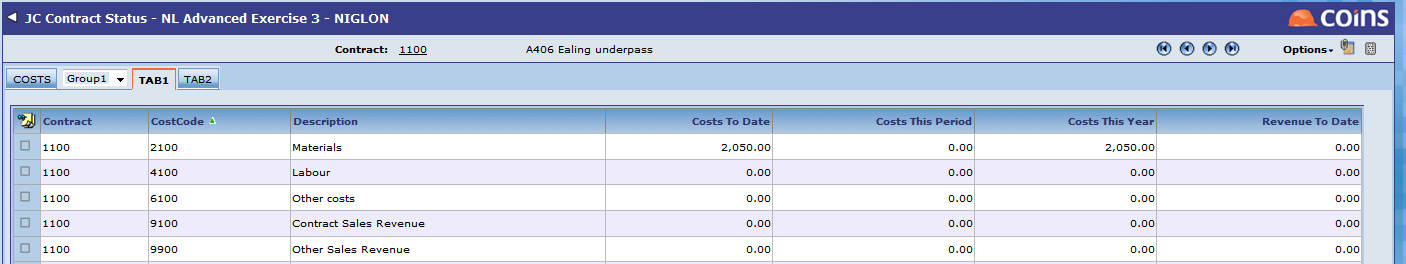 JC Contract Status - NL Advanced Exercise 3 - NIGLON
coins
Contract: 1100 A406 Ealing underpass
Options
COSTS Group1 TAB1 TAB2
Contract CostCode Description Costs To Date Costs This Period Costs This Year Revenue To Date
1100 2100 Materials 2,050.00 0.00 2,050.00 0.00
1100 4100 Labour 0.00 0.00 0.00 0.00
1100 6100 Other costs 0.00 0.00 0.00 0.00
1100 9100 Contract Sales Revenue 0.00 0.00 0.00 0.00
1100 9900 Other Sales Revenue 0.00 0.00 0.00 0.00